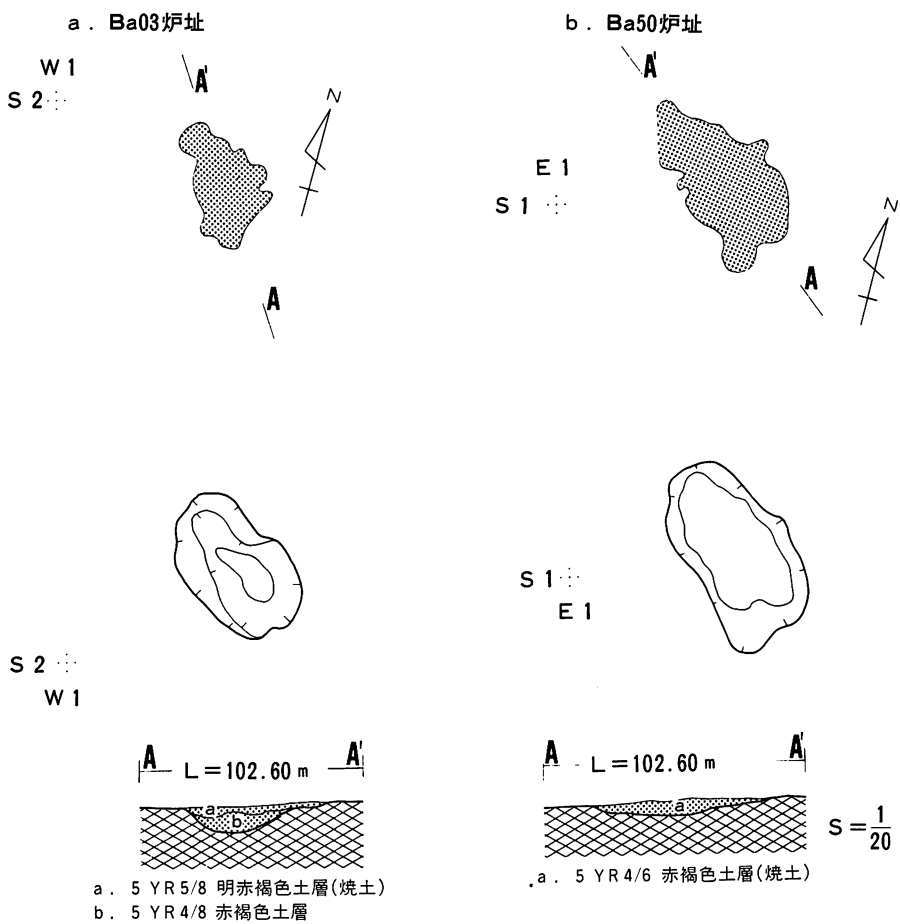 a. Ba03炉址
b. Ba50炉址
W 1
S 2
A'
N
A
A'
E 1
S 1
N
A
S 2
W 1
S 1
E 1
A L=102.60 m A'
a
b
a. 5 YR 5/8 明赤褐色土層(焼土)
b. 5 YR 4/8 赤褐色土層
A L=102.60 m A'
a
S=1/20
a. 5 YR 4/6 赤褐色土層(焼土)